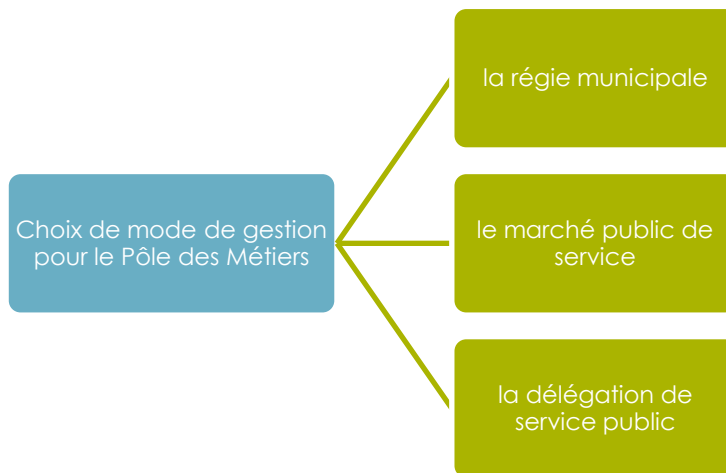 Choix de mode de gestion
pour le Pôle des Métiers
la régie municipale
le marché public de
service
la délégation de
service public